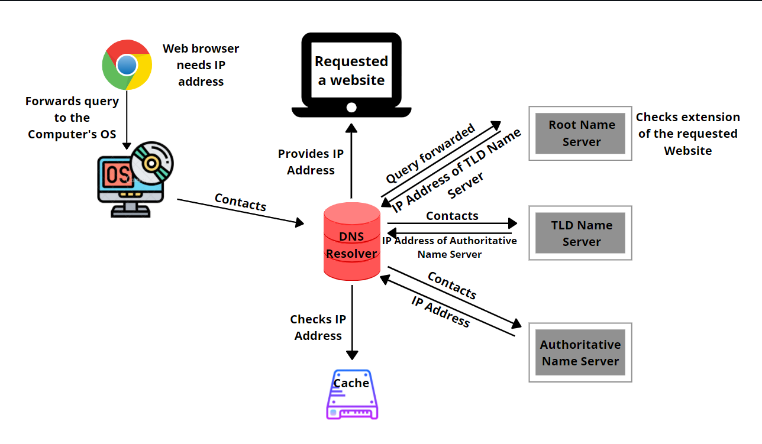 Web browser
needs IP
address
Forwards query
to the
Computer's OS
OS
Contacts
Requested
a website
Provides IP
Address
DNS
Resolver
Checks IP
Address
Cache
Query forwarded
IP Address of TLD Name
Server
Root Name
Server
Checks extension
of the requested
Website
Contacts
IP Address of Authoritative
Name Server
TLD Name
Server
Contacts
IP Address
Authoritative
Name Server